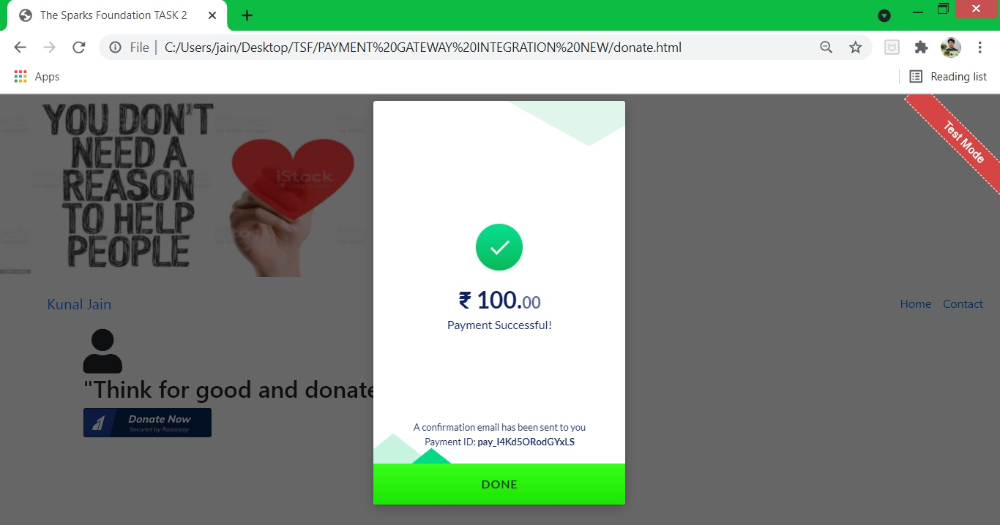 The Sparks Foundation TASK 2
File | C:/Users/jain/Desktop/TSF/PAYMENT%20GATEWAY%20INTEGRATION%20NEW/donate.html
Apps
Reading list
YOU DON'T
NEED A
REASON
TO HELP
PEOPLE
iStock
Test Mode
₹ 100.00
Payment Successful!
Kunal Jain
Home Contact
"Think for good and donate
Donate Now
Secured by Razorpay
A confirmation email has been sent to you
Payment ID: pay_I4Kd5ORodGYxLS
DONE